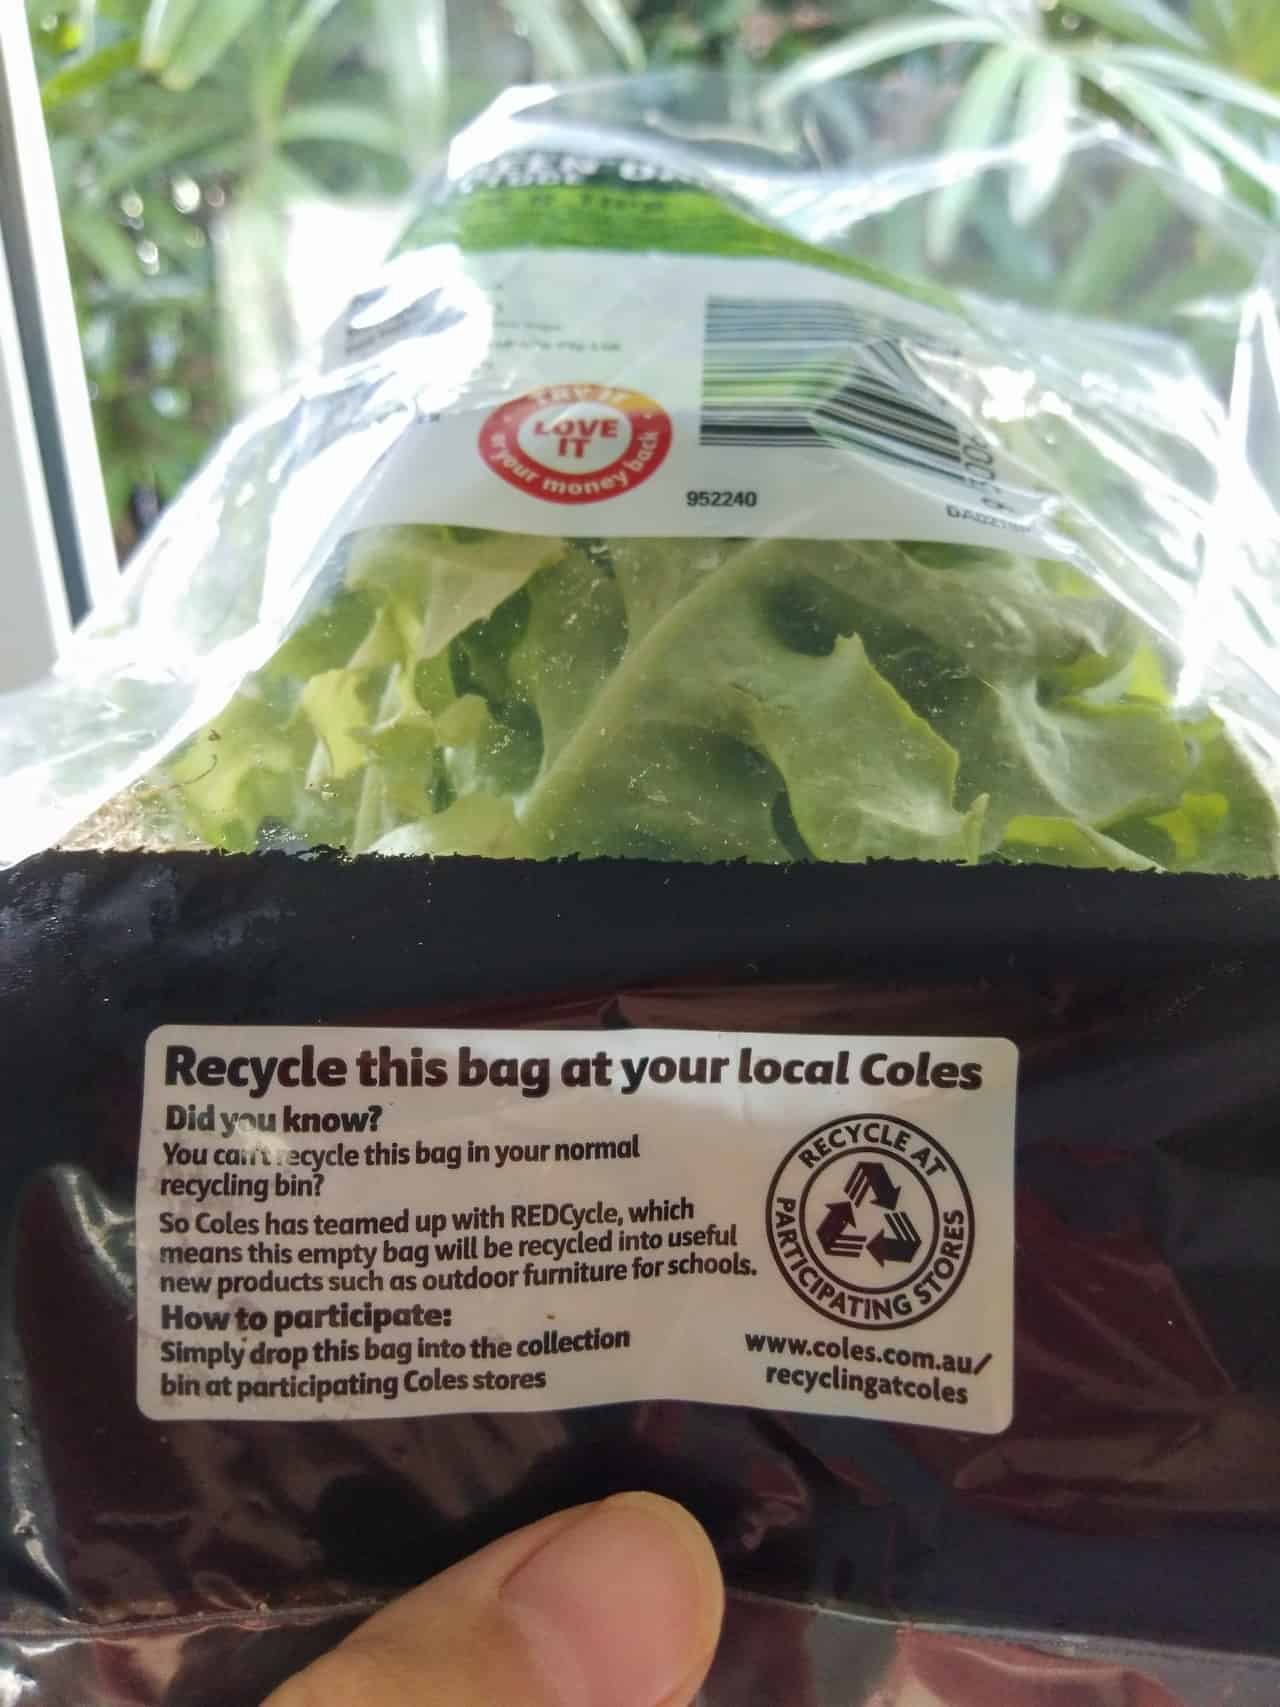 TRY IT
LOVE
IT
or your money back
952240
Recycle this bag at your local Coles
Did you know?
You can't recycle this bag in your normal
recycling bin?
So Coles has teamed up with REDCycle, which
means this empty bag will be recycled into useful
new products such as outdoor furniture for schools.
How to participate:
Simply drop this bag into the collection
bin at participating Coles stores
RECYCLE AT
PARTICIPATING STORES
www.coles.com.au/
recyclingatcoles